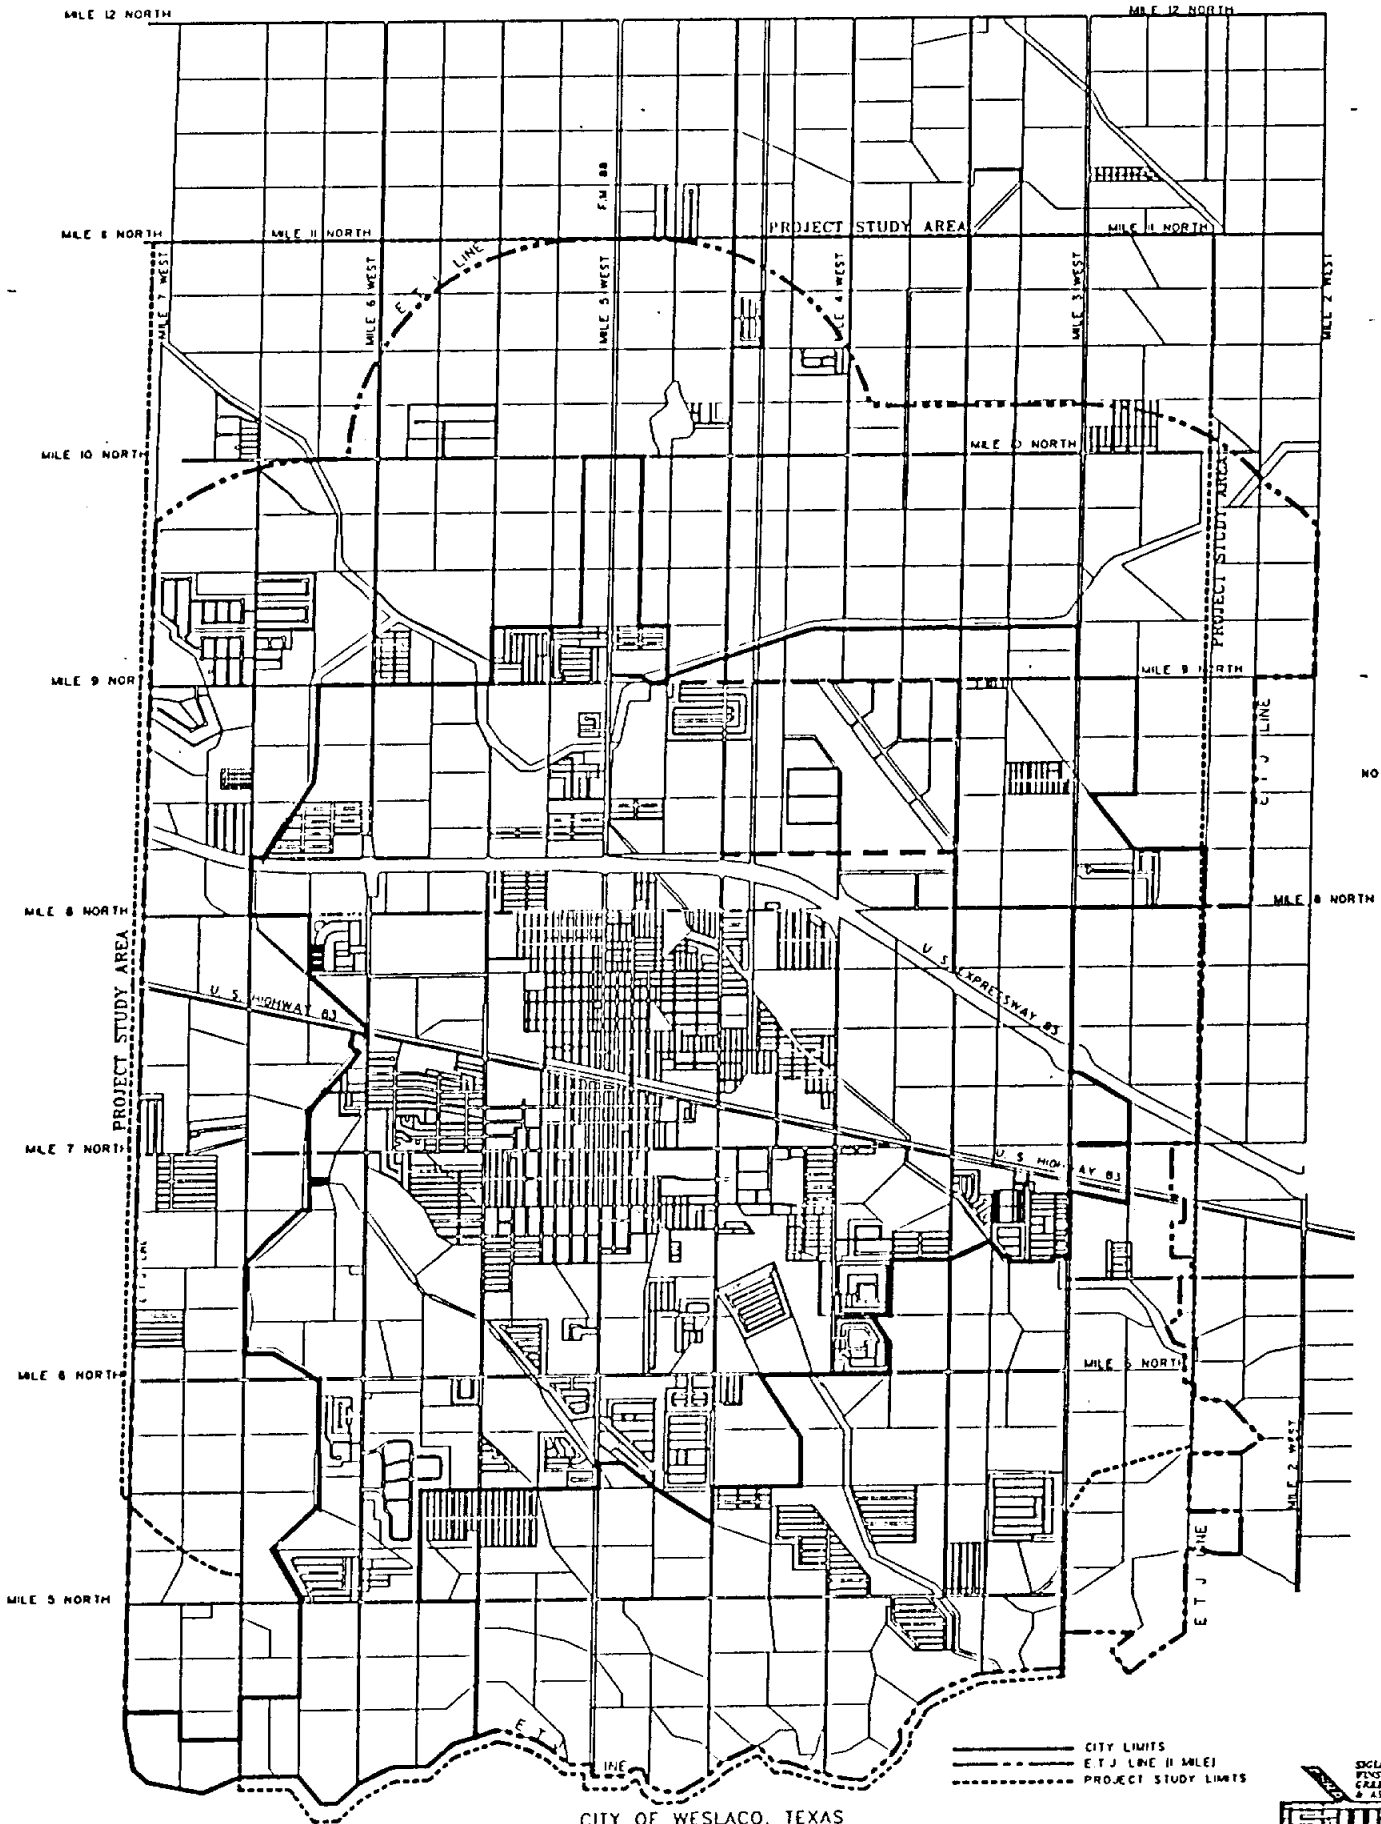 MILE 12 NORTH
MILE 12 NORTH
F.M. 88
PROJECT STUDY AREA
MILE 11 NORTH
MILE 11 NORTH
MILE 11 NORTH
E.T.J. LINE
MILE 7 WEST
MILE 6 WEST
MILE 5 WEST
MILE 4 WEST
MILE 3 WEST
MILE 2 WEST
MILE 10 NORTH
MILE 10 NORTH
PROJECT STUDY AREA
MILE 9 NOR
MILE 9 NORTH
E T J LINE
NO
MILE 8 NORTH
MILE 8 NORTH
PROJECT STUDY AREA
U. S. HIGHWAY 83
U. S. EXPRESSWAY 83
MILE 7 NORTH
U. S. HIGHWAY 83
MILE 6 NORTH
MILE 6 NORTH
MILE 2 WEST
E T J LINE
MILE 5 NORTH
E. T. J.
INE
CITY LIMITS
E.T.J. LINE (1 MILE)
PROJECT STUDY LIMITS
CITY OF WESLACO, TEXAS